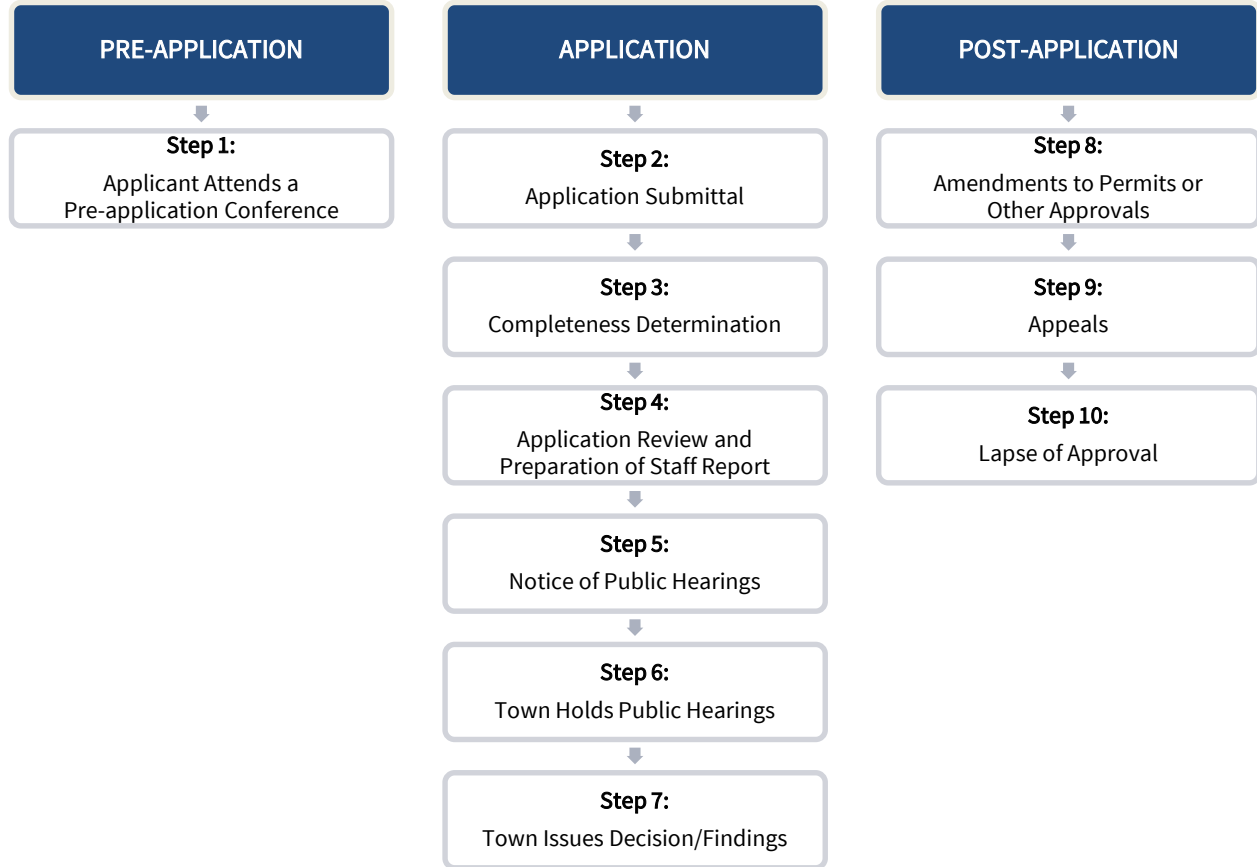 PRE-APPLICATION
Step 1:
Applicant Attends a
Pre-application Conference
APPLICATION
Step 2:
Application Submittal
Step 3:
Completeness Determination
Step 4:
Application Review and
Preparation of Staff Report
Step 5:
Notice of Public Hearings
Step 6:
Town Holds Public Hearings
Step 7:
Town Issues Decision/Findings
POST-APPLICATION
Step 8:
Amendments to Permits or
Other Approvals
Step 9:
Appeals
Step 10:
Lapse of Approval